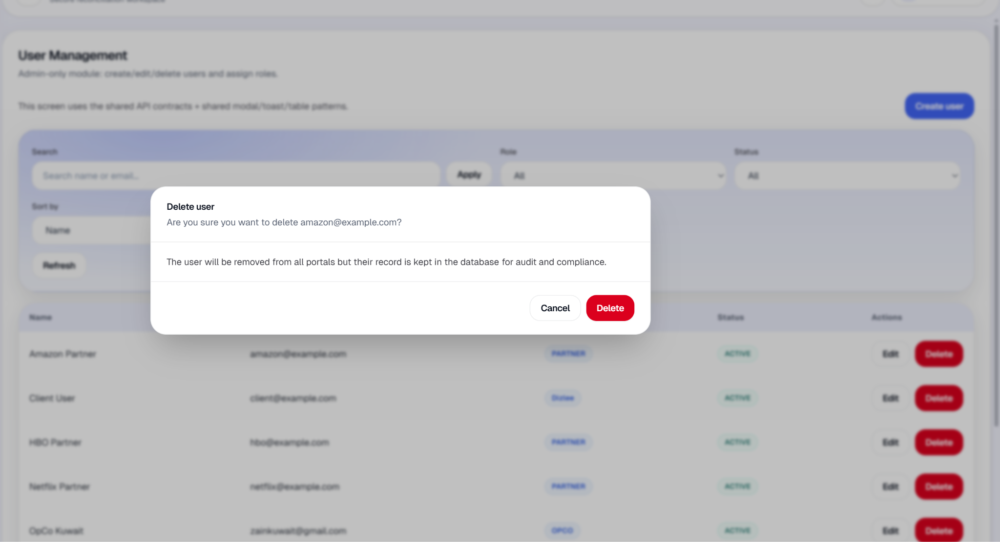 Secure reconciliation workspace
User Management
Admin-only module: create/edit/delete users and assign roles.
This screen uses the shared API contracts + shared modal/toast/table patterns.
Create user
Search
Role
Status
Search name or email...
Apply
All
All
Sort by
Name
Refresh
Delete user
Are you sure you want to delete amazon@example.com?
The user will be removed from all portals but their record is kept in the database for audit and compliance.
Cancel
Delete
Name
Status
Actions
Amazon Partner
amazon@example.com
PARTNER
ACTIVE
Edit
Delete
Client User
client@example.com
Dizlee
ACTIVE
Edit
Delete
HBO Partner
hbo@example.com
PARTNER
ACTIVE
Edit
Delete
Netflix Partner
netflix@example.com
PARTNER
ACTIVE
Edit
Delete
OpCo Kuwait
zainkuwait@gmail.com
OPCO
ACTIVE
Edit
Delete